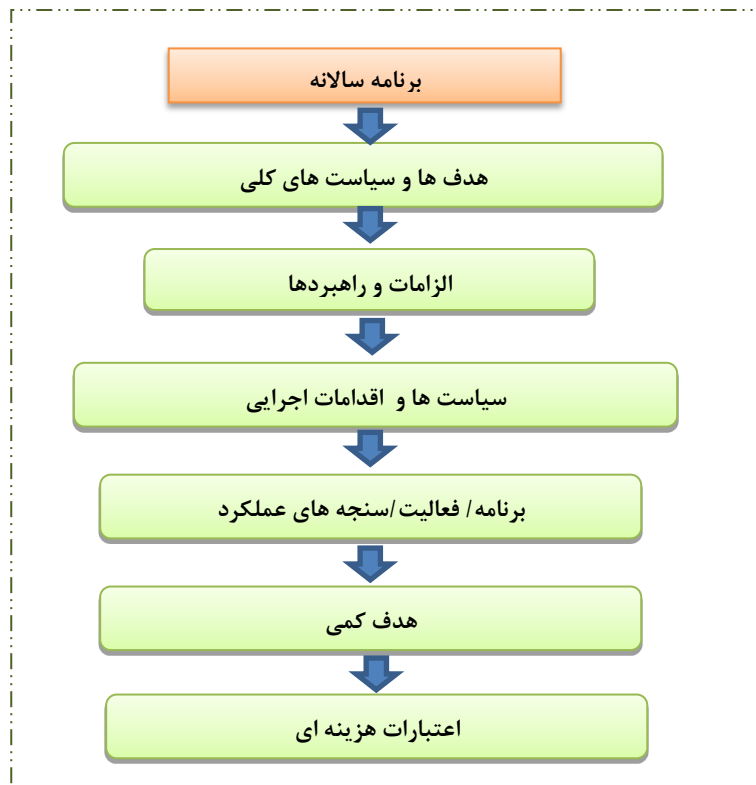 برنامه سالانه
هدف ها و سیاست های کلی
الزامات و راهبردها
سیاست ها و اقدامات اجرایی
برنامه/ فعالیت/سنجه های عملکرد
هدف کمی
اعتبارات هزینه ای